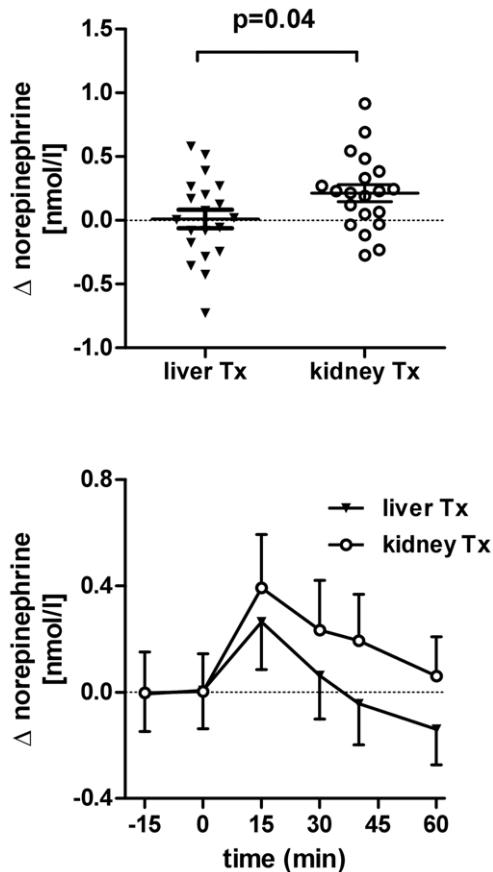 p=0.04
1.5
1.0
0.5
0.0
-0.5
-1.0
Δ norepinephrine
[nmol/l]
liver Tx kidney Tx
0.8
0.4
0.0
-0.4
Δ norepinephrine
[nmol/l]
liver Tx
kidney Tx
-15 0 15 30 45 60
time (min)